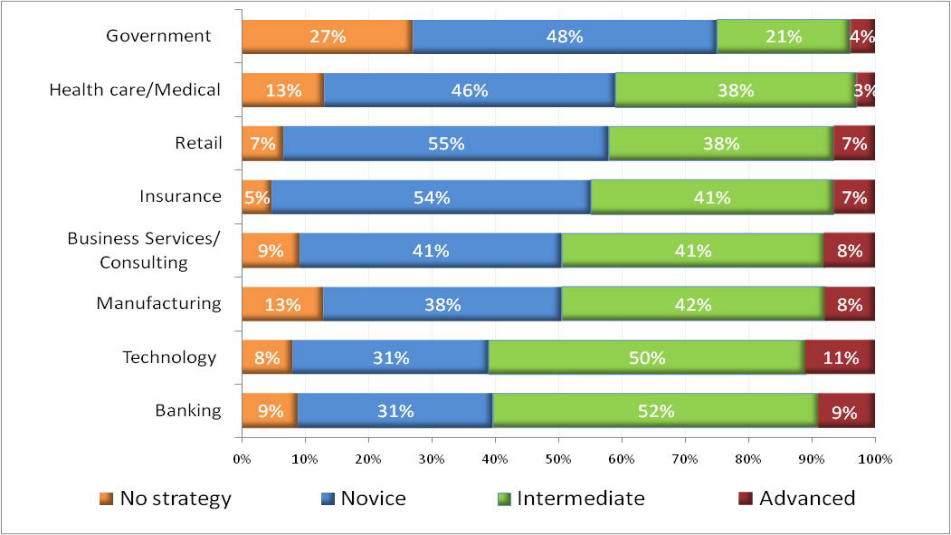 Government 27% 48% 21% 4%
Health care/Medical 13% 46% 38% 3%
Retail 7% 55% 38% 7%
Insurance 5% 54% 41% 7%
Business Services/
Consulting 9% 41% 41% 8%
Manufacturing 13% 38% 42% 8%
Technology 8% 31% 50% 11%
Banking 9% 31% 52% 9%
0% 10% 20% 30% 40% 50% 60% 70% 80% 90% 100%
No strategy Novice Intermediate Advanced